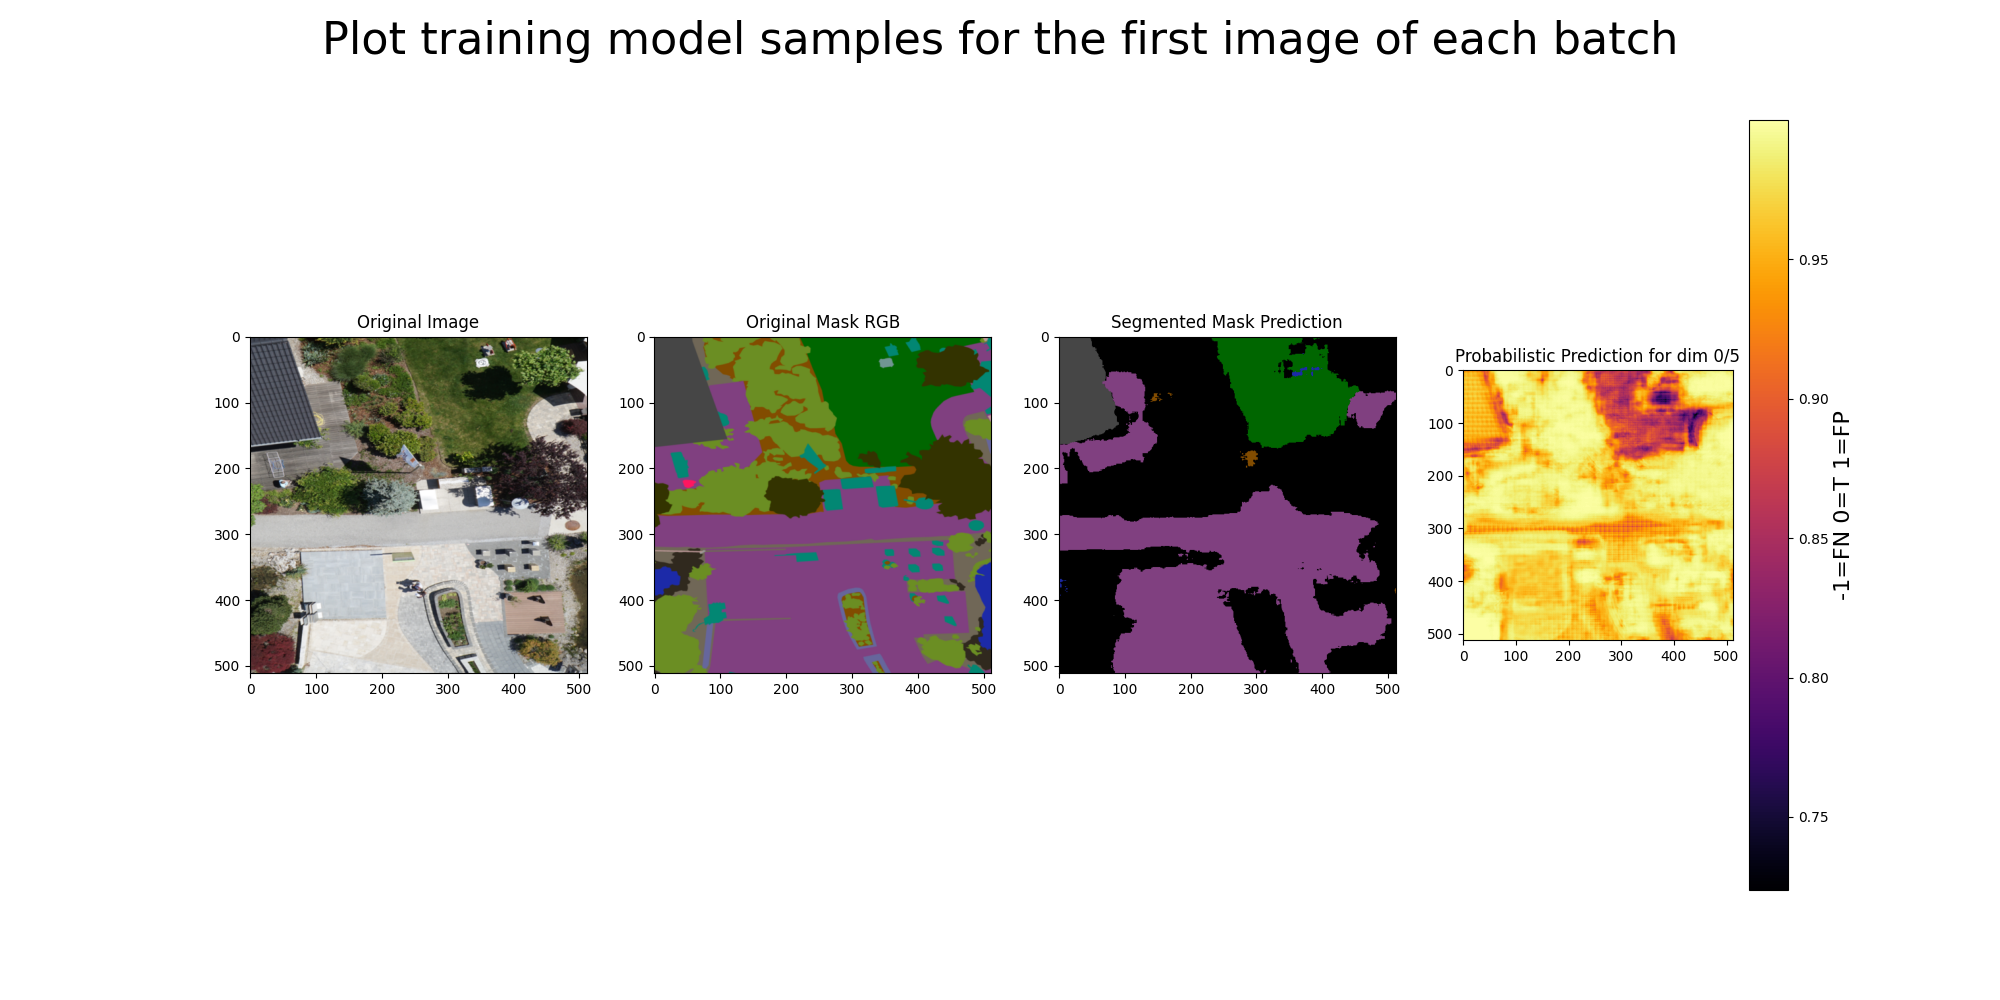 Plot training model samples for the first image of each batch
Original Image
Original Mask RGB
Segmented Mask Prediction
Probabilistic Prediction for dim 0/5
0
100
200
300
400
500
0 100 200 300 400 500
0
100
200
300
400
500
0 100 200 300 400 500
0
100
200
300
400
500
0 100 200 300 400 500
0
100
200
300
400
500
0 100 200 300 400 500
0.95
0.90
0.85
0.80
0.75
-1=FN 0=T 1=FP